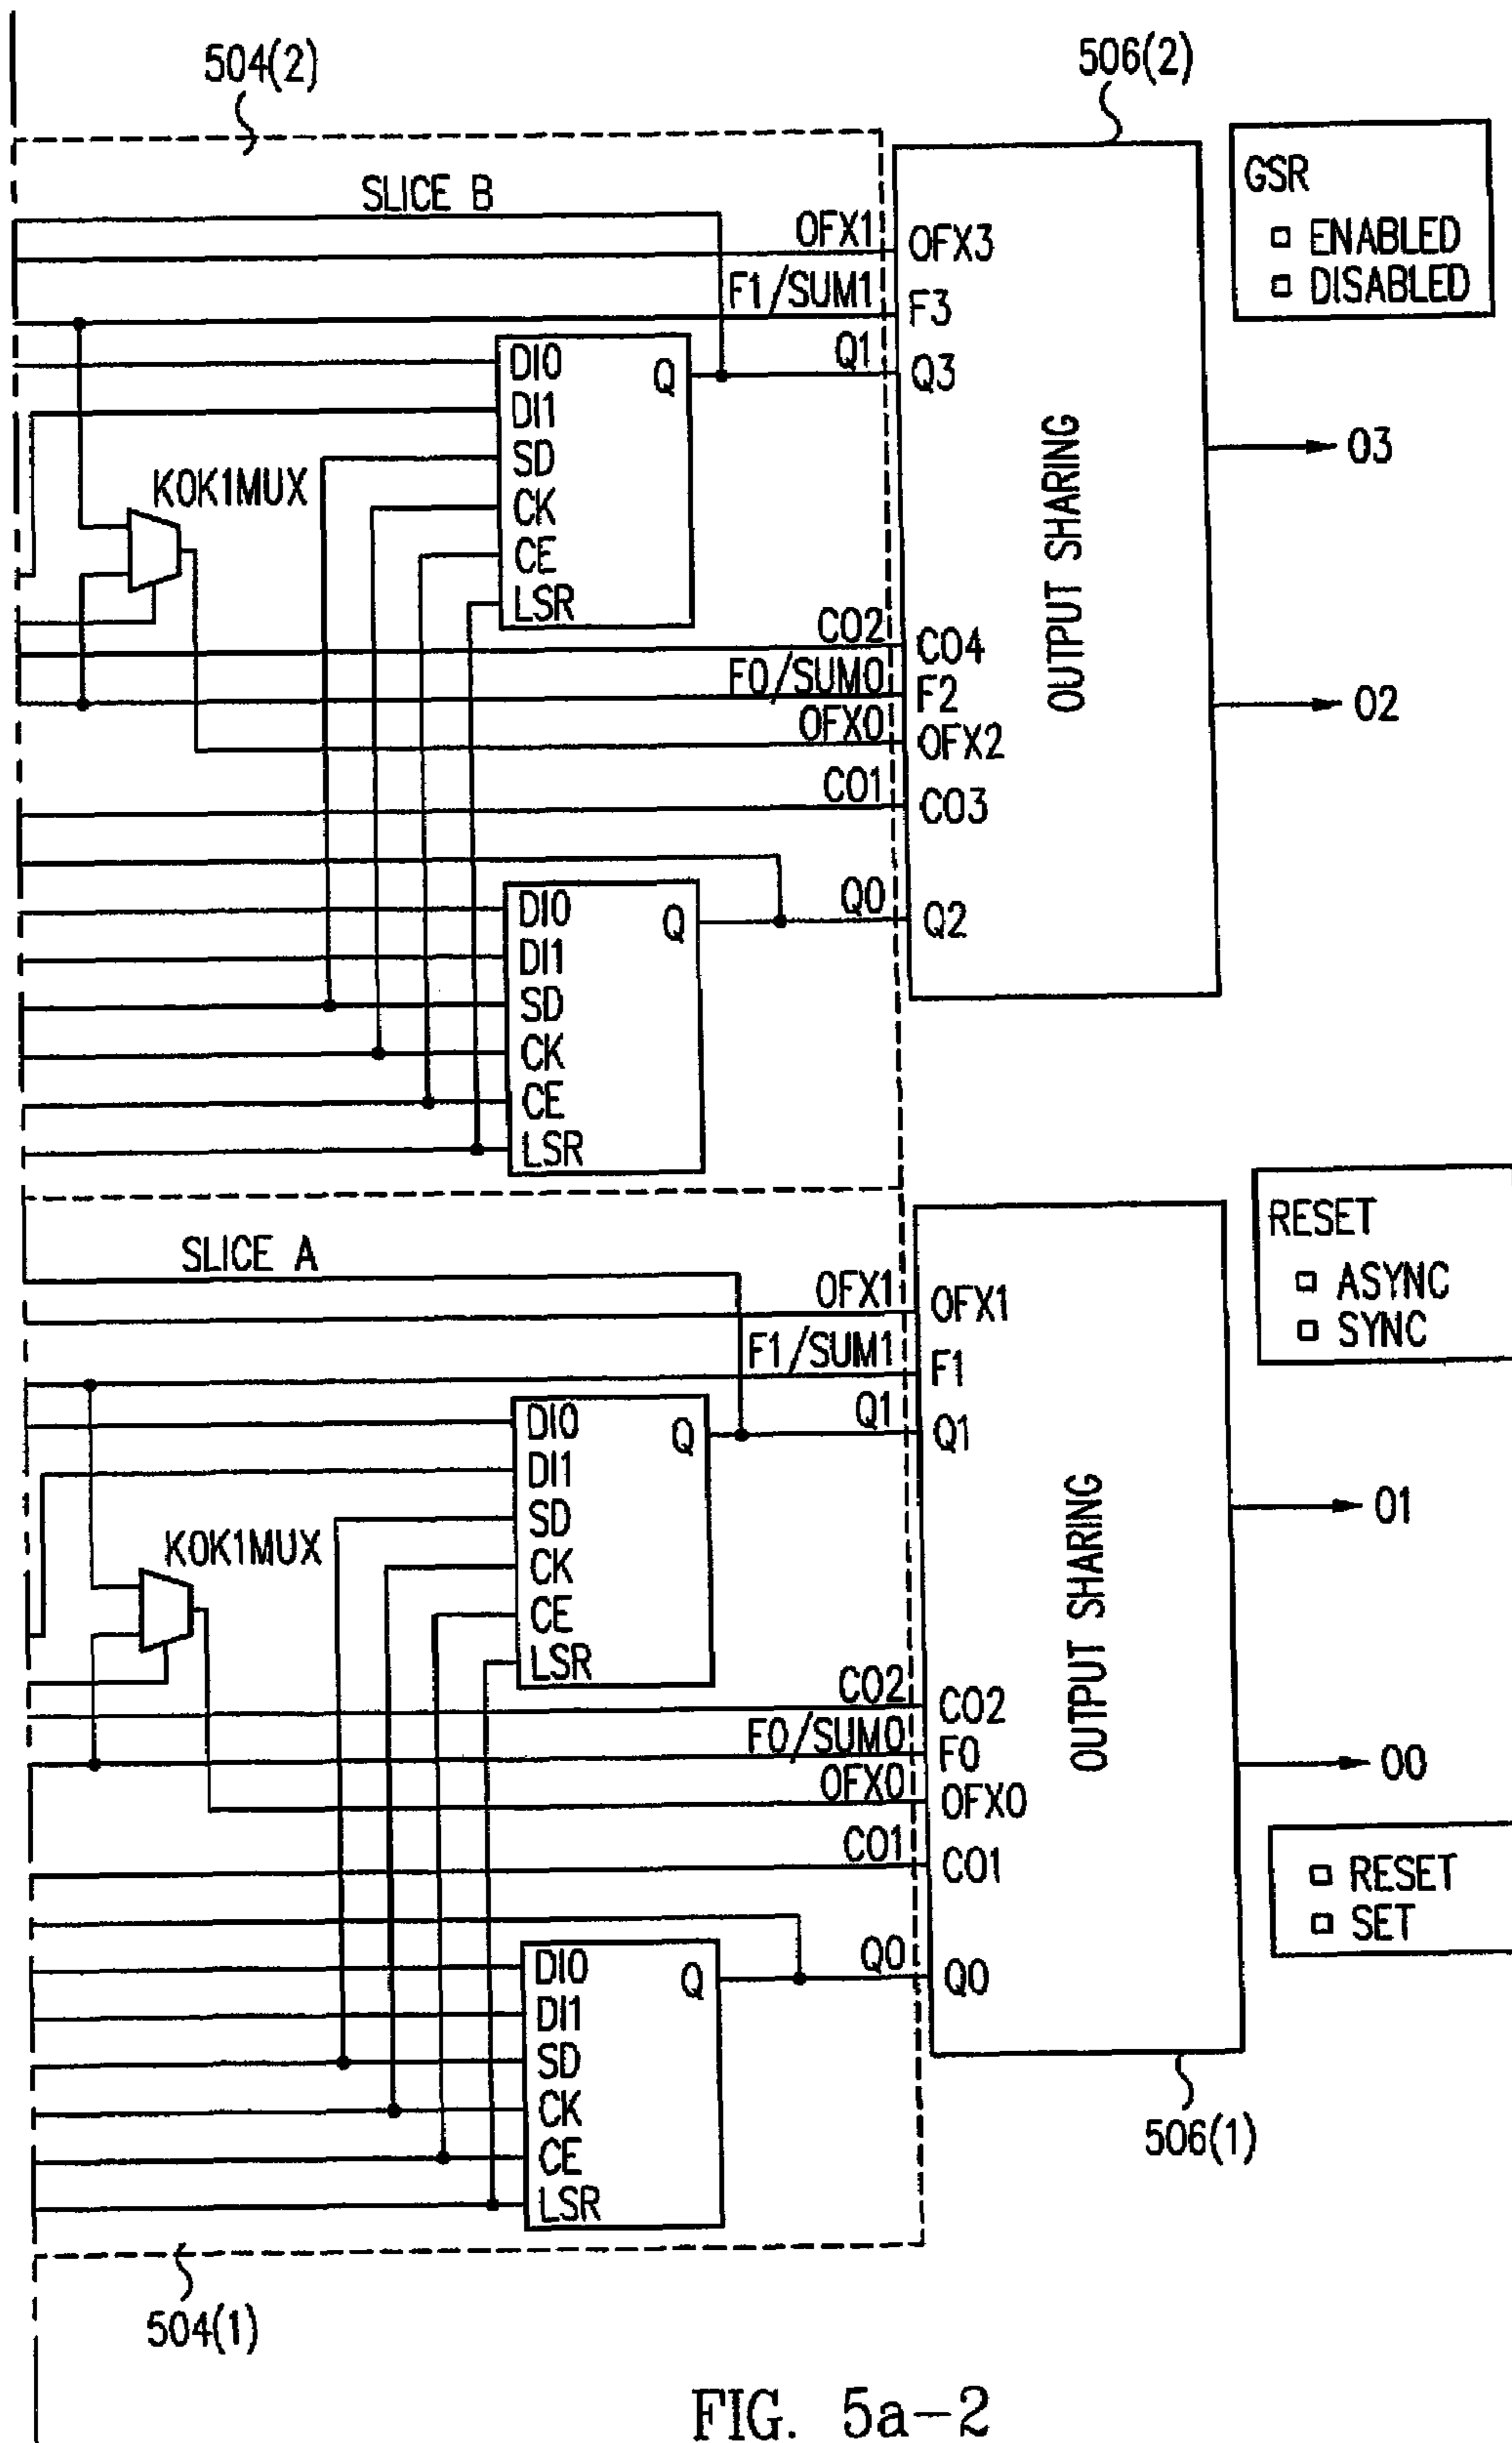 504(2)
506(2)
SLICE B
GSR
ENABLED
DISABLED
OFX1
OFX3
F1/SUM1
F3
Q1
Q3
DI0
Q
DI1
SD
CK
CE
LSR
K0K1MUX
OUTPUT SHARING
O3
O2
CO2
CO4
F0/SUM0
F2
OFX0
OFX2
CO1
CO3
Q0
Q2
DI0
Q
DI1
SD
CK
CE
LSR
SLICE A
RESET
ASYNC
SYNC
OFX1
OFX1
F1/SUM1
F1
Q1
Q1
DI0
Q
DI1
SD
CK
CE
LSR
K0K1MUX
OUTPUT SHARING
O1
O0
CO2
CO2
F0/SUM0
F0
OFX0
OFX0
CO1
CO1
RESET
SET
Q0
Q0
DI0
Q
DI1
SD
CK
CE
LSR
506(1)
504(1)
FIG. 5a-2